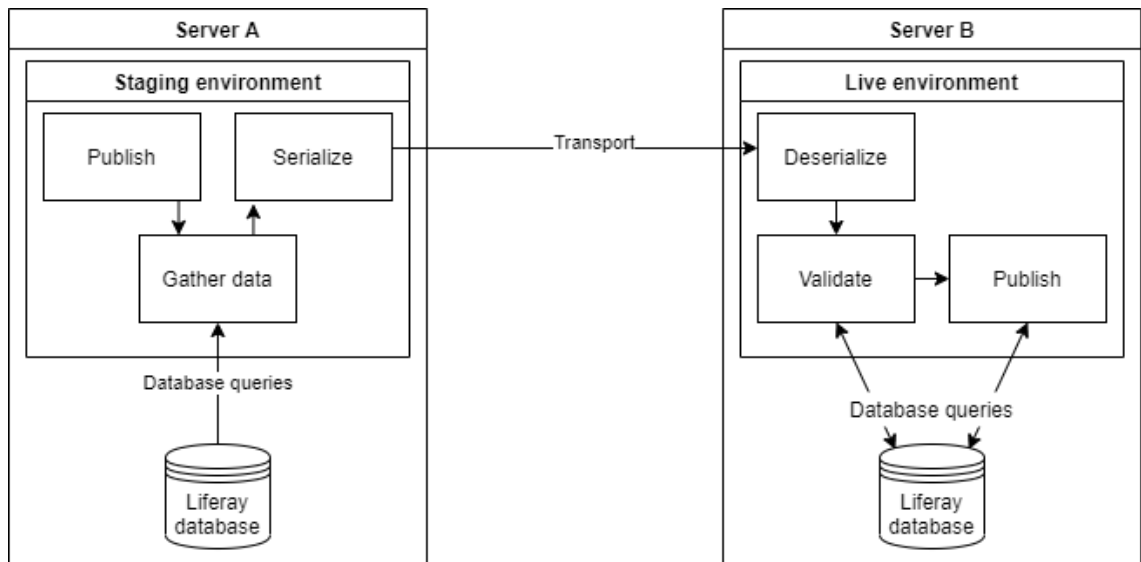 Server A
Staging environment
Publish
Serialize
Gather data
Database queries
Liferay
database
Transport
Server B
Live environment
Deserialize
Validate
Publish
Database queries
Liferay
database